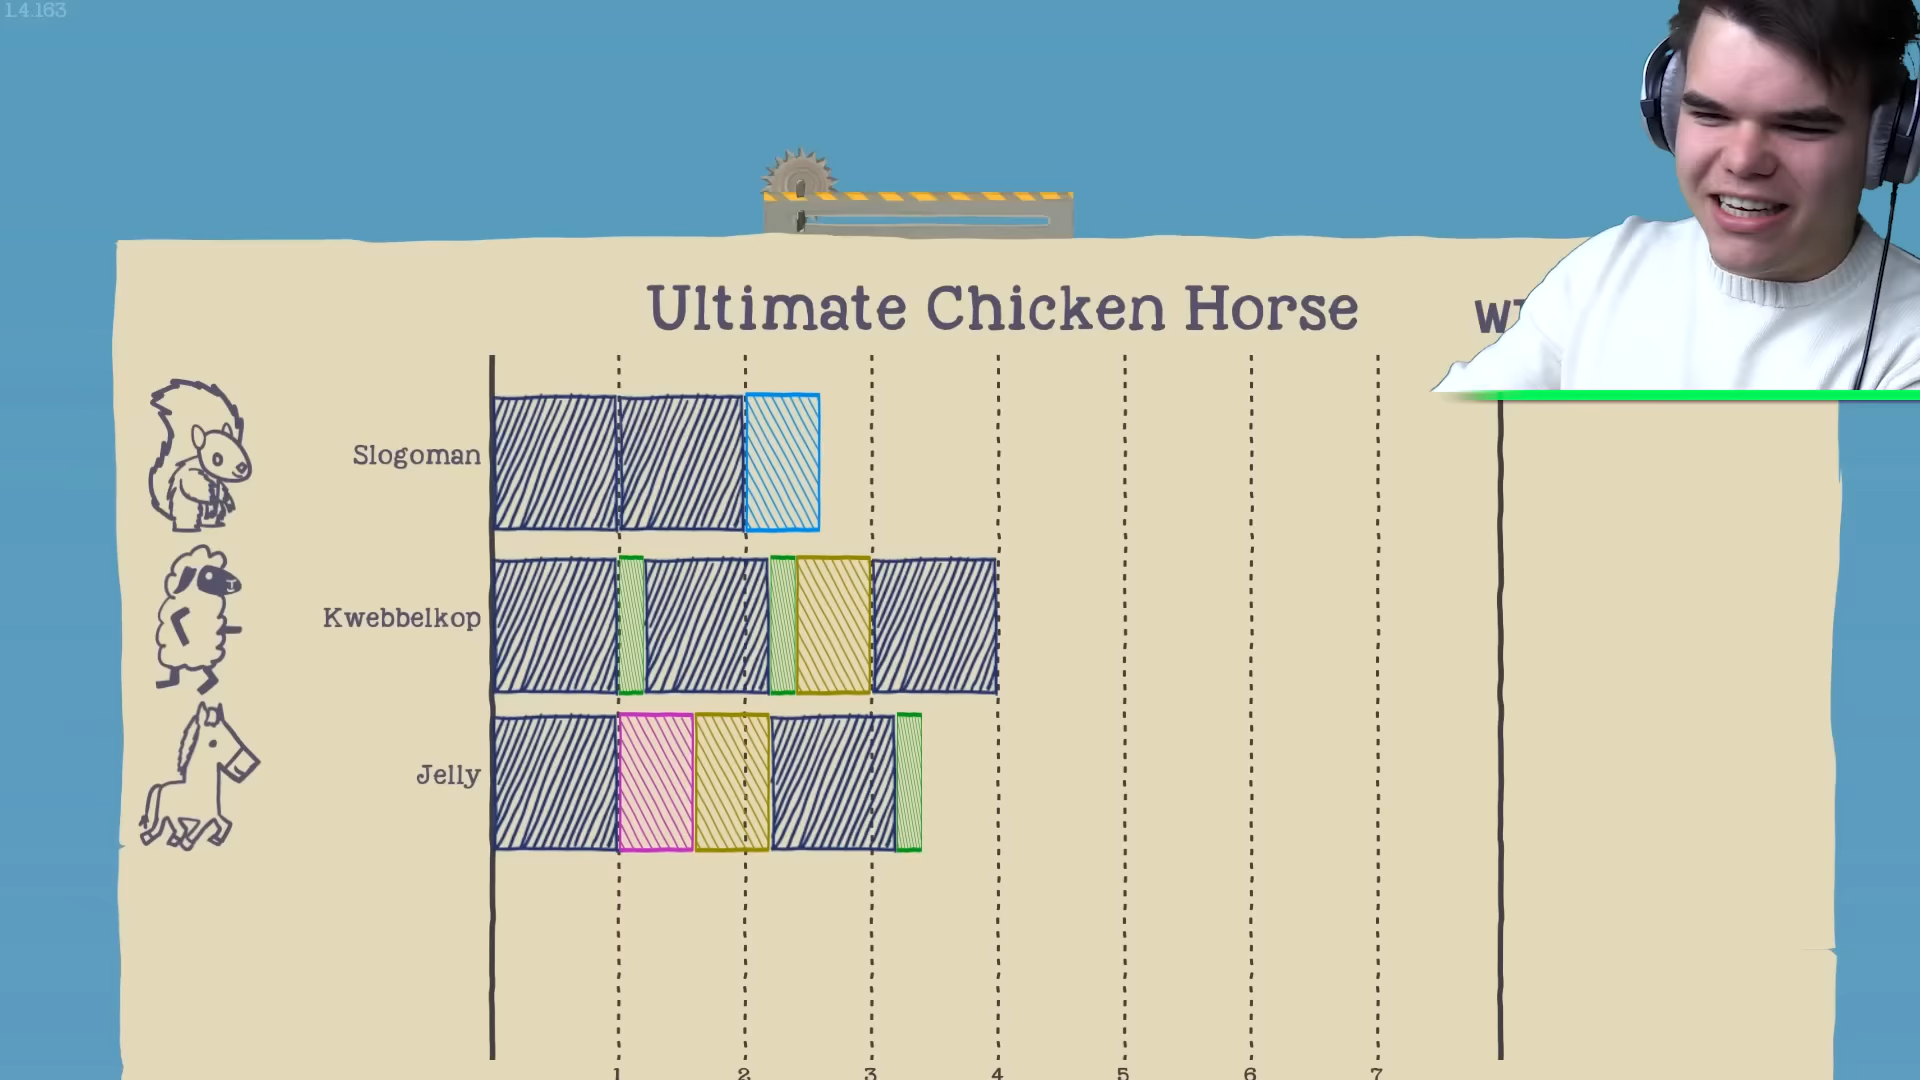 1.4.163
Ultimate Chicken Horse
Slogoman
Kwebbelkop
Jelly
1 2 3 4 5 6 7